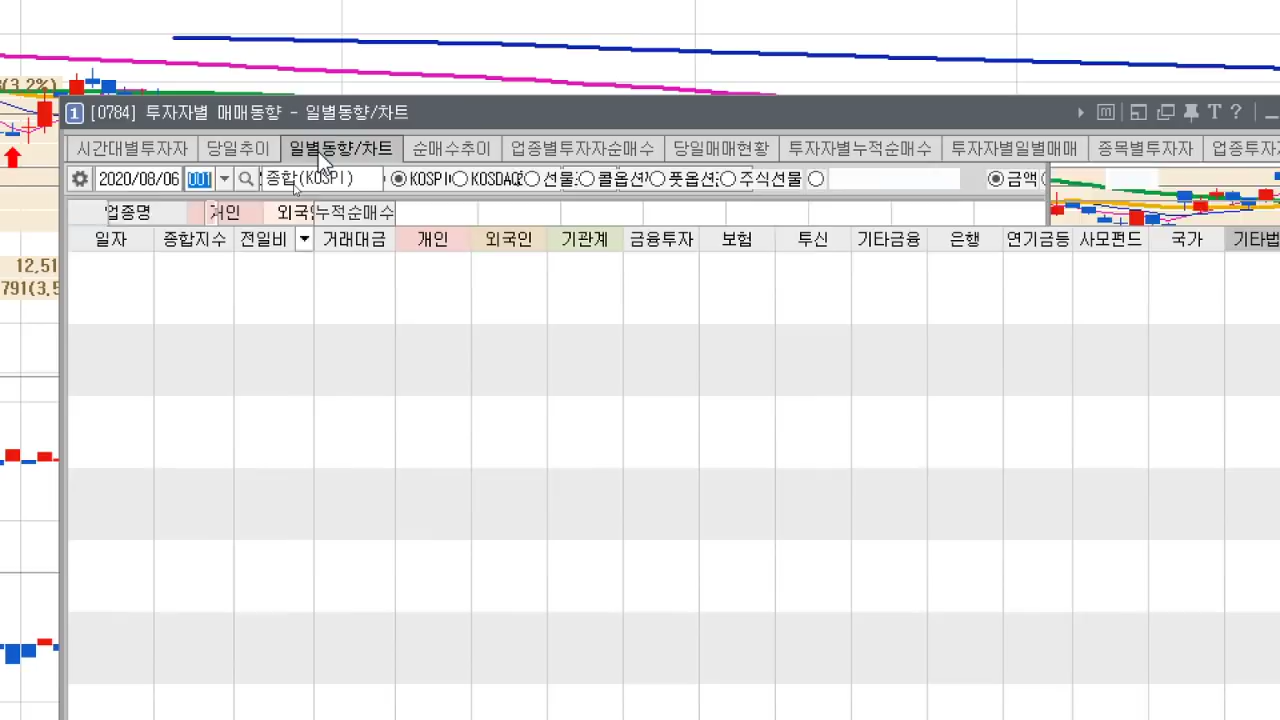 (3.2%)
1 [0784] 투자자별 매매동향 - 일별동향/차트
시간대별투자자 당일추이 일별동향/차트 순매수추이 업종별투자자순매수 당일매매현황 투자자별누적순매수 투자자별일별매매 종목별투자자 업종투자
2020/08/06 001 종합(KOSPI) KOSPI KOSDAQ 선물 콜옵션 풋옵션 주식선물 금액
업종명 개인 외국 누적순매수
일자 종합지수 전일비 거래대금 개인 외국인 기관계 금융투자 보험 투신 기타금융 은행 연기금등 사모펀드 국가 기타법
12,51
791(3,5